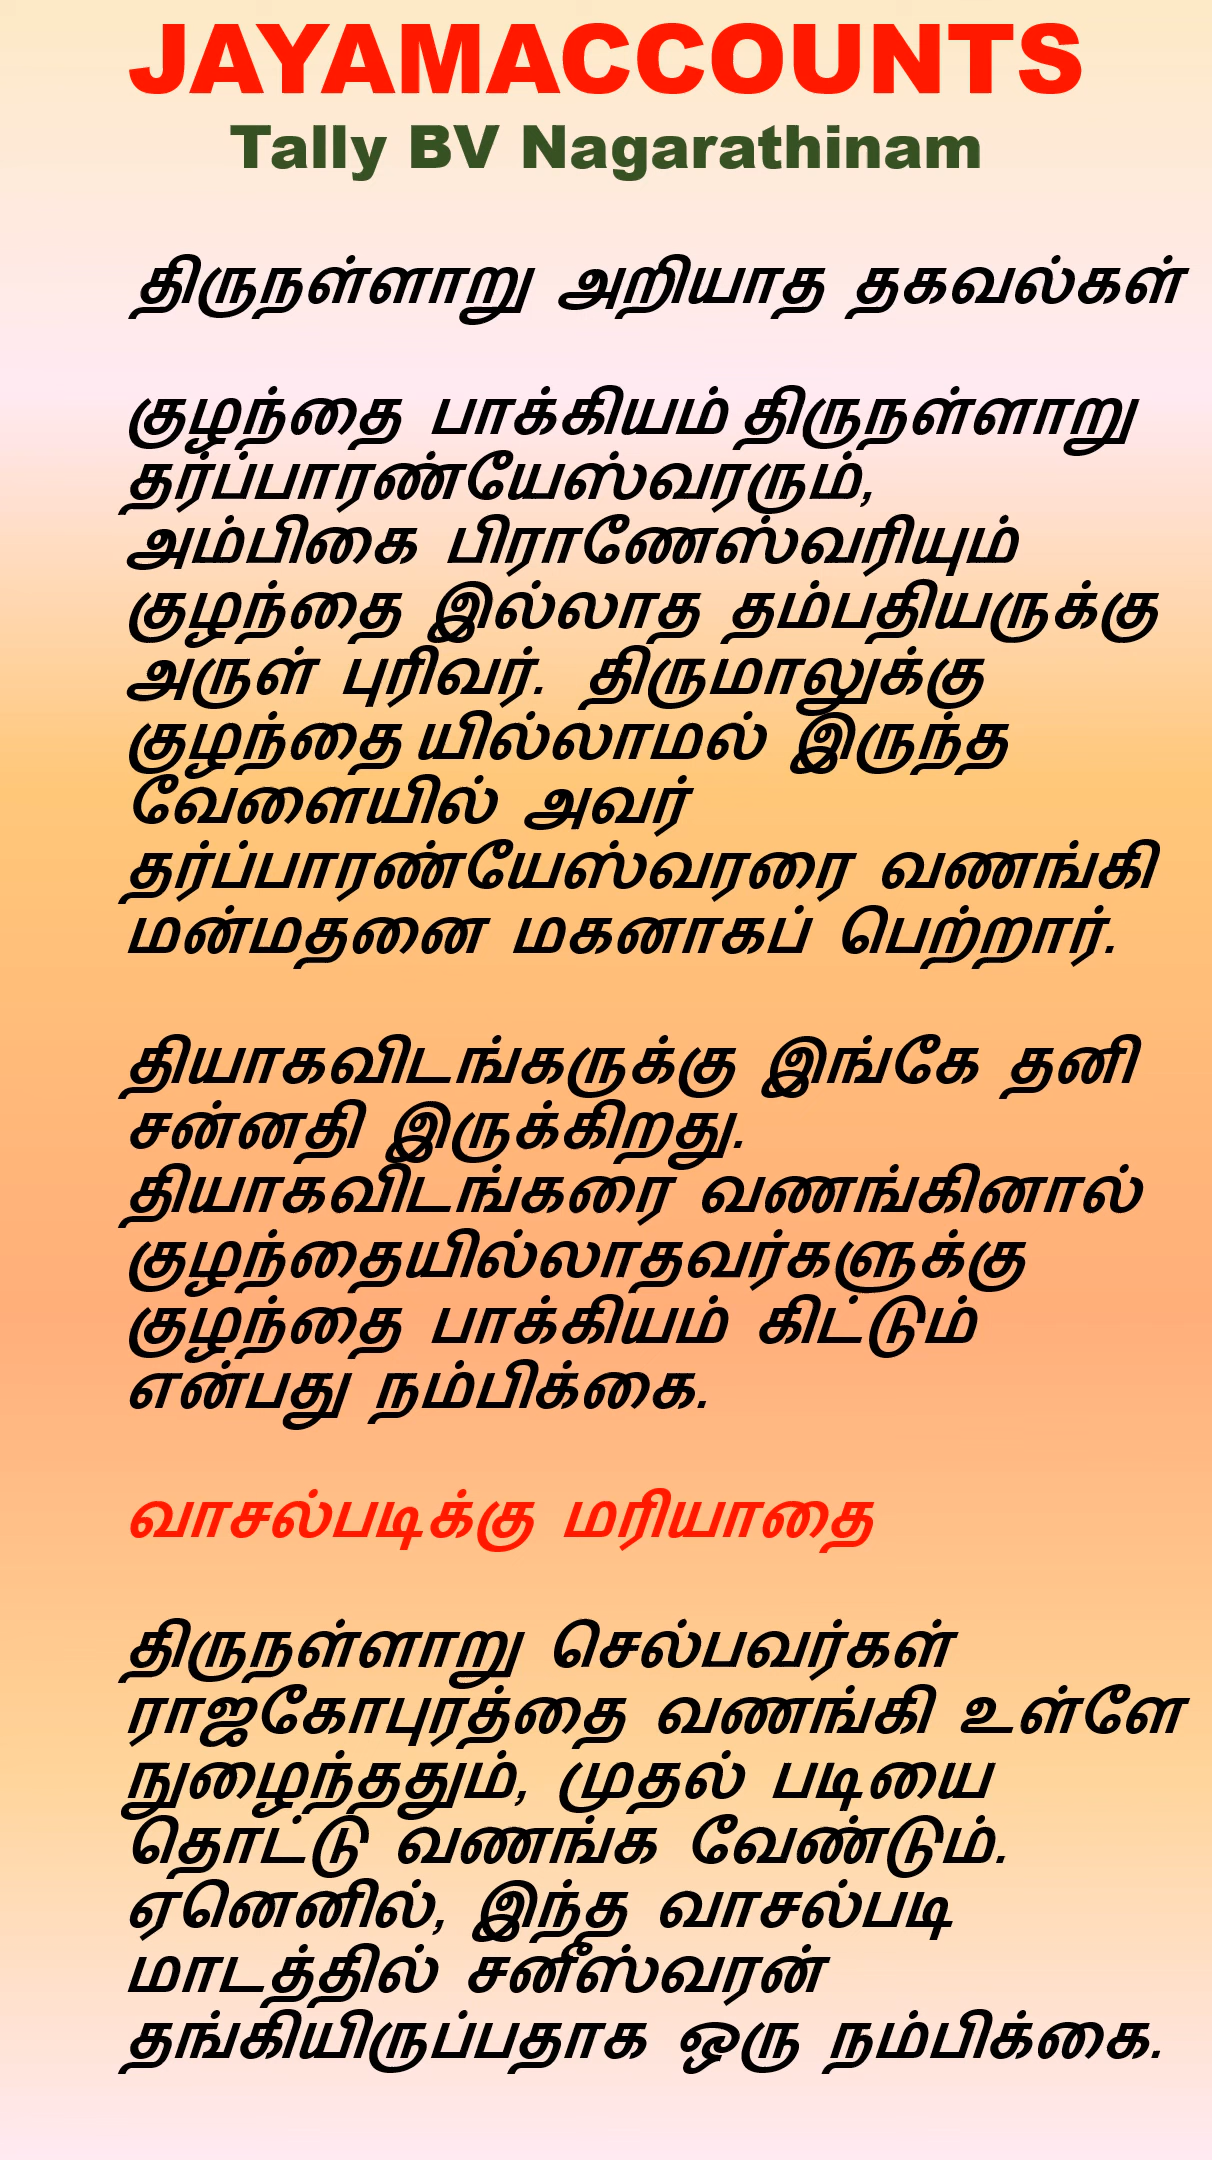 JAYAMACCOUNTS
Tally BV Nagarathinam
திருநள்ளாறு அறியாத தகவல்கள்
குழந்தை பாக்கியம் திருநள்ளாறு
தர்ப்பாரண்யேஸ்வரரும்,
அம்பிகை பிராணேஸ்வரியும்
குழந்தை இல்லாத தம்பதியருக்கு
அருள் புரிவர். திருமாலுக்கு
குழந்தை யில்லாமல் இருந்த
வேளையில் அவர்
தர்ப்பாரண்யேஸ்வரரை வணங்கி
மன்மதனை மகனாகப் பெற்றார்.
தியாகவிடங்கருக்கு இங்கே தனி
சன்னதி இருக்கிறது.
தியாகவிடங்கரை வணங்கினால்
குழந்தையில்லாதவர்களுக்கு
குழந்தை பாக்கியம் கிட்டும்
என்பது நம்பிக்கை.
வாசல்படிக்கு மரியாதை
திருநள்ளாறு செல்பவர்கள்
ராஜகோபுரத்தை வணங்கி உள்ளே
நுழைந்ததும், முதல் படியை
தொட்டு வணங்க வேண்டும்.
ஏனெனில், இந்த வாசல்படி
மாடத்தில் சனீஸ்வரன்
தங்கியிருப்பதாக ஒரு நம்பிக்கை.